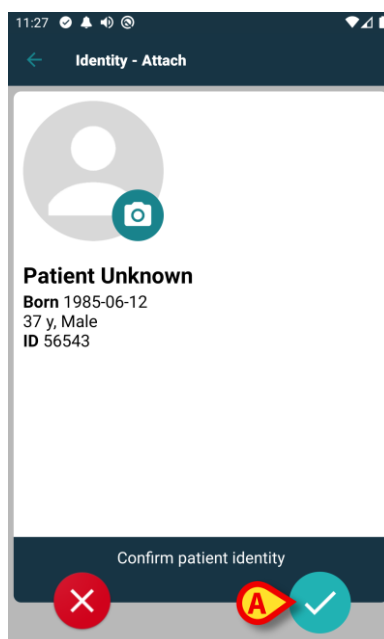 11:27
Identity - Attach
Patient Unknown
Born 1985-06-12
37 y, Male
ID 56543
Confirm patient identity
A